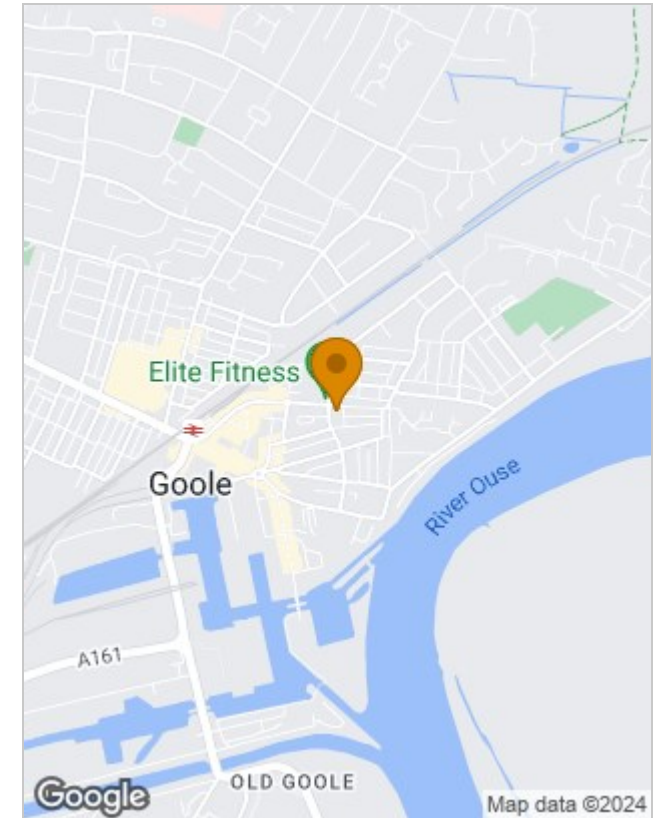 Elite Fitness
Goole
River Ouse
A161
OLD GOOLE
Google
Map data ©2024